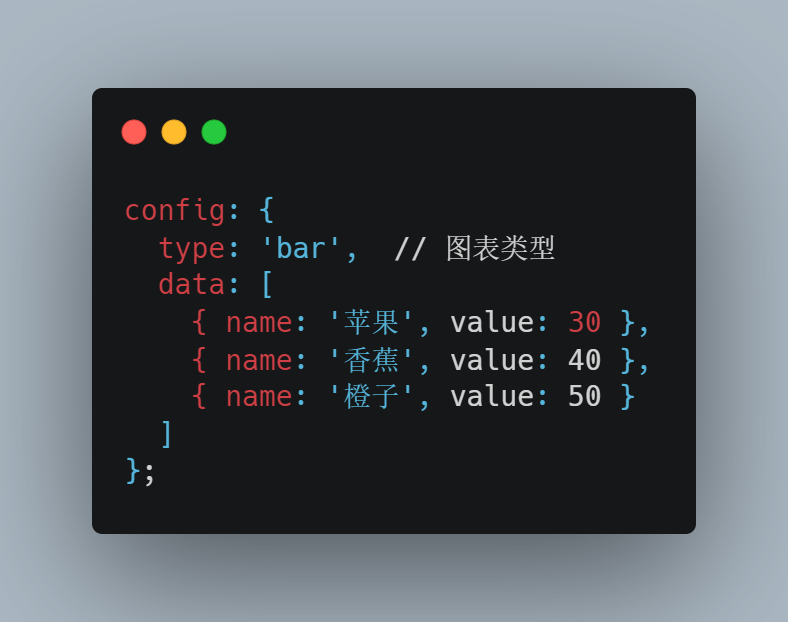 config: {
  type: 'bar',  // 图表类型
  data: [
    { name: '苹果', value: 30 },
    { name: '香蕉', value: 40 },
    { name: '橙子', value: 50 }
  ]
};